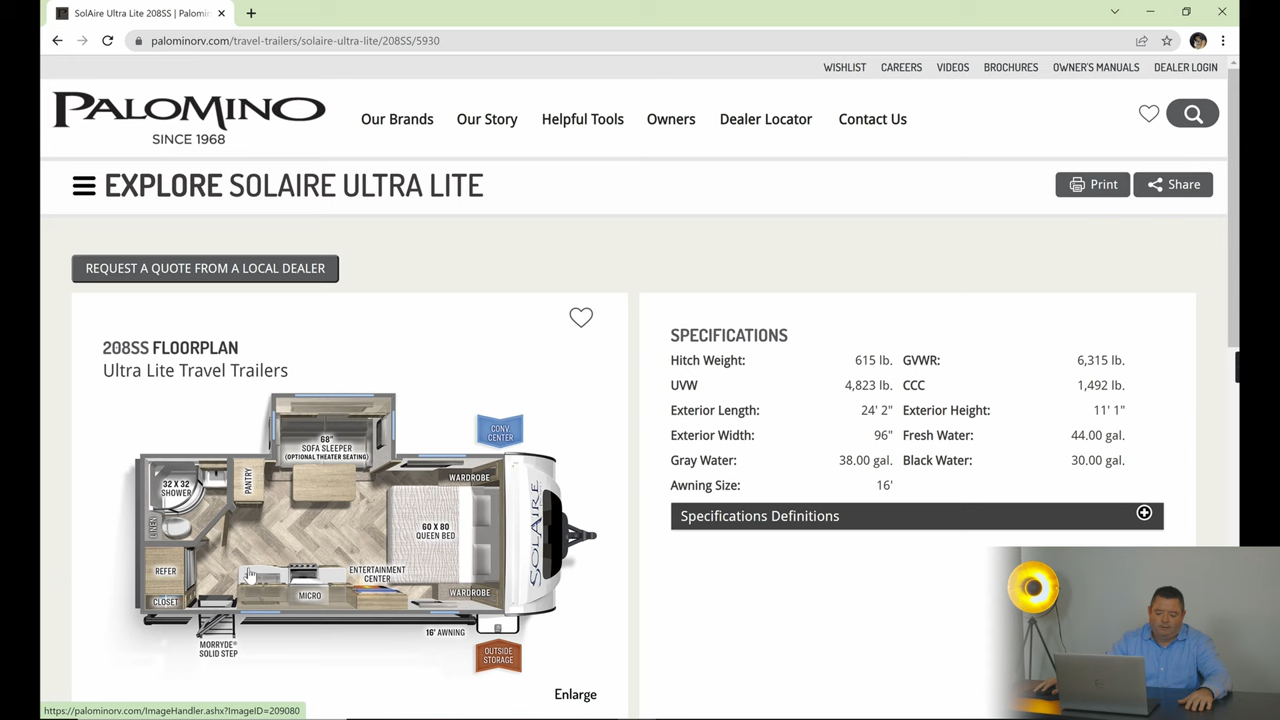 SolAire Ultra Lite 208SS | Palomin
palominorv.com/travel-trailers/solaire-ultra-lite/208SS/5930
WISHLIST CAREERS VIDEOS BROCHURES OWNER'S MANUALS DEALER LOGIN
PALOMINO
SINCE 1968
Our Brands Our Story Helpful Tools Owners Dealer Locator Contact Us
EXPLORE SOLAIRE ULTRA LITE
Print Share
REQUEST A QUOTE FROM A LOCAL DEALER
208SS FLOORPLAN
Ultra Lite Travel Trailers
CONV.
CENTER
68"
SOFA SLEEPER
(OPTIONAL THEATER SEATING)
32 X 32
SHOWER
PANTRY
WARDROBE
LINEN
60 X 80
QUEEN BED
SOLAIRE
REFER
ENTERTAINMENT
CENTER
MICRO
WARDROBE
CLOSET
16' AWNING
MORRYDE®
SOLID STEP
OUTSIDE
STORAGE
Enlarge
SPECIFICATIONS
Hitch Weight: 615 lb. GVWR: 6,315 lb.
UVW 4,823 lb. CCC 1,492 lb.
Exterior Length: 24' 2" Exterior Height: 11' 1"
Exterior Width: 96" Fresh Water: 44.00 gal.
Gray Water: 38.00 gal. Black Water: 30.00 gal.
Awning Size: 16'
Specifications Definitions
https://palominorv.com/ImageHandler.ashx?ImageID=209080